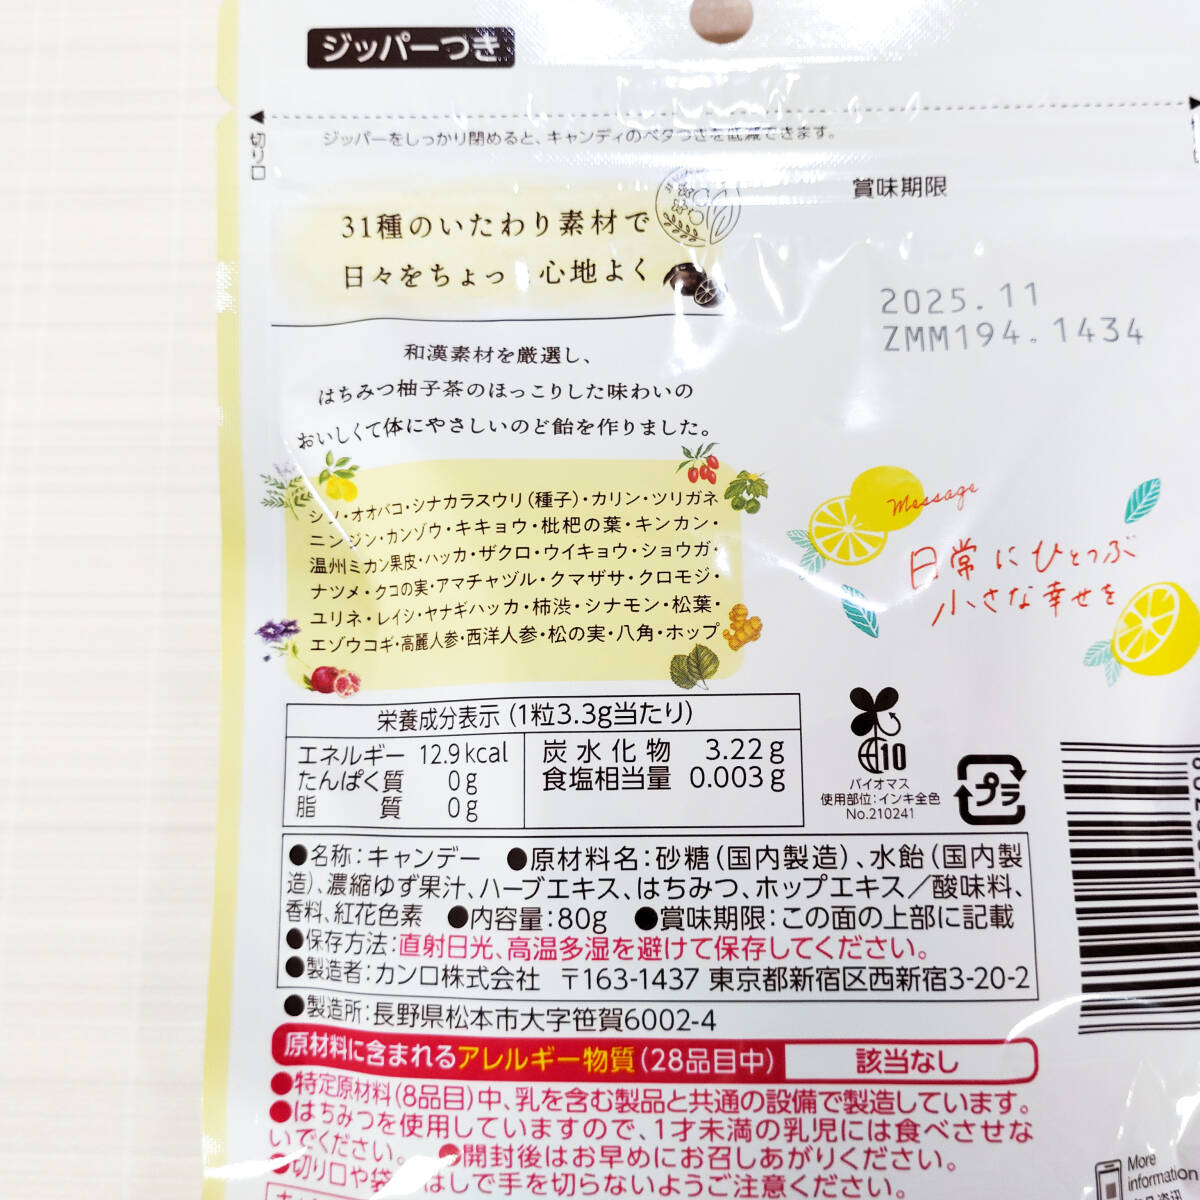 ジッパーつき
切り口
ジッパーをしっかり閉めると、キャンディのベタつきを低減できます。
賞味期限
2025.11
ZMM194.1434
31種のいたわり素材で
日々をちょっ 心地よく
和漢素材を厳選し、
はちみつ柚子茶のほっこりした味わいの
おいしくて体にやさしいのど飴を作りました。
シソ・オオバコ・シナカラスウリ(種子)・カリン・ツリガネ
ニンジン・カンゾウ・キキョウ・枇杷の葉・キンカン・
温州ミカン果皮・ハッカ・ザクロ・ウイキョウ・ショウガ・
ナツメ・クコの実・アマチャヅル・クマザサ・クロモジ・
ユリネ・レイシ・ヤナギハッカ・柿渋・シナモン・松葉・
エゾウコギ・高麗人参・西洋人参・松の実・八角・ホップ
Message
日常にひとつぶ
小さな幸せを
栄養成分表示(1粒3.3g当たり)
エネルギー 12.9kcal 炭水化物 3.22g
たんぱく質 0g 食塩相当量 0.003g
脂質 0g
10
バイオマス
使用部位:インキ全色
No.210241
プラ
●名称:キャンデー ●原材料名:砂糖(国内製造)、水飴(国内製
造)、濃縮ゆず果汁、ハーブエキス、はちみつ、ホップエキス／酸味料、
香料、紅花色素 ●内容量:80g ●賞味期限:この面の上部に記載
●保存方法:直射日光、高温多湿を避けて保存してください。
●製造者:カンロ株式会社 〒163-1437 東京都新宿区西新宿3-20-2
●製造所:長野県松本市大字笹賀6002-4
原材料に含まれるアレルギー物質(28品目中) 該当なし
●特定原材料(8品目)中、乳を含む製品と共通の設備で製造しています。
●はちみつを使用していますので、1才未満の乳児には食べさせな
いでください。 ●開封後はお早めにお召しあがりください。
●切り口や袋 はしで手を切らないようご注意ください。
More
information